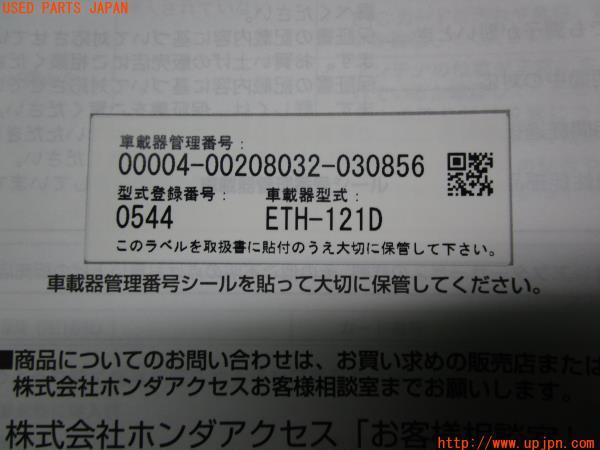 USED PARTS JAPAN
車載器管理番号:
00004-00208032-030856
型式登録番号: 車載器型式:
0544 ETH-121D
このラベルを取扱書に貼付のうえ大切に保管して下さい。
車載器管理番号シールを貼って大切に保管してください。
■商品についてのお問い合わせは、お買い求めの販売店または
株式会社ホンダアクセスお客様相談室までお願いします。
株式会社ホンダアクセス「お客様相談室」
http://www.upjpn.com/